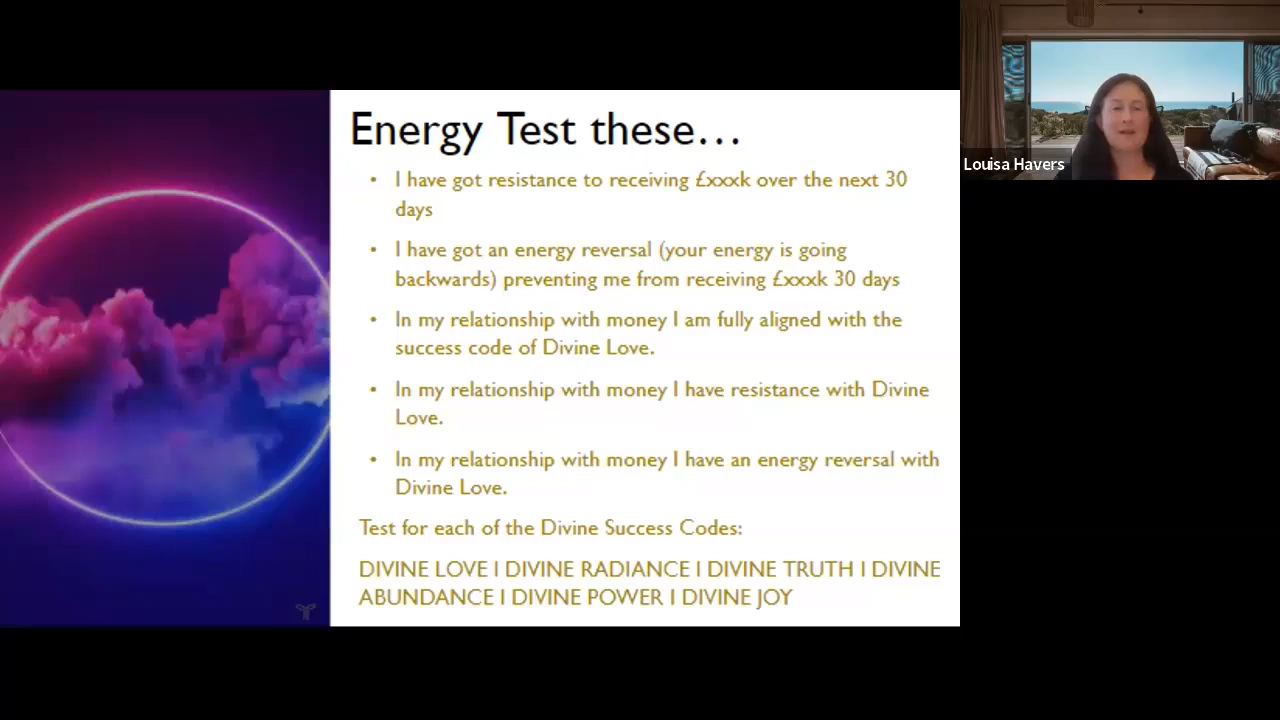 Energy Test these…
• I have got resistance to receiving £xxxk over the next 30
days
• I have got an energy reversal (your energy is going
backwards) preventing me from receiving £xxxk 30 days
• In my relationship with money I am fully aligned with the
success code of Divine Love.
• In my relationship with money I have resistance with Divine
Love.
• In my relationship with money I have an energy reversal with
Divine Love.
Test for each of the Divine Success Codes:
DIVINE LOVE I DIVINE RADIANCE I DIVINE TRUTH I DIVINE
ABUNDANCE I DIVINE POWER I DIVINE JOY
Louisa Havers